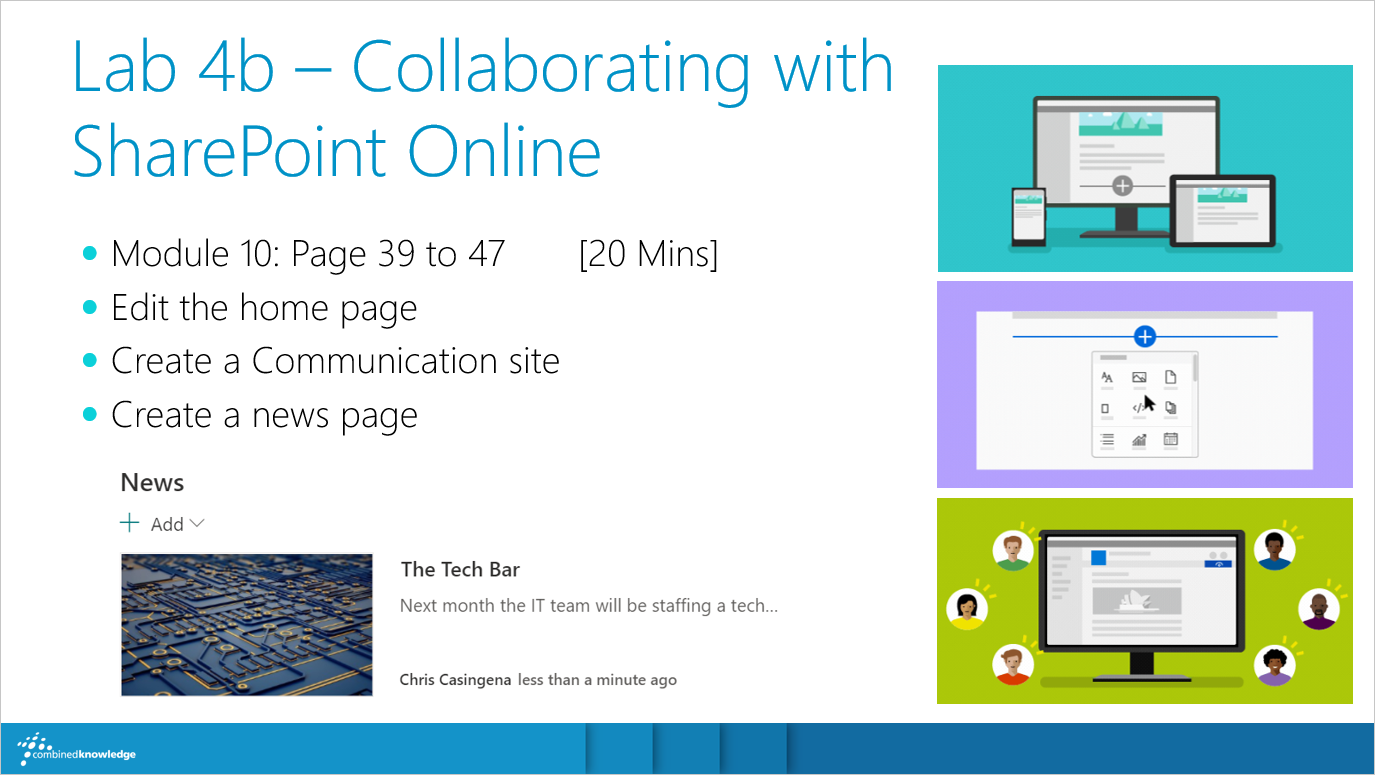 Lab 4b – Collaborating with
SharePoint Online
Module 10: Page 39 to 47 [20 Mins]
Edit the home page
Create a Communication site
Create a news page
News
Add
The Tech Bar
Next month the IT team will be staffing a tech...
Chris Casingena less than a minute ago
combinedknowledge